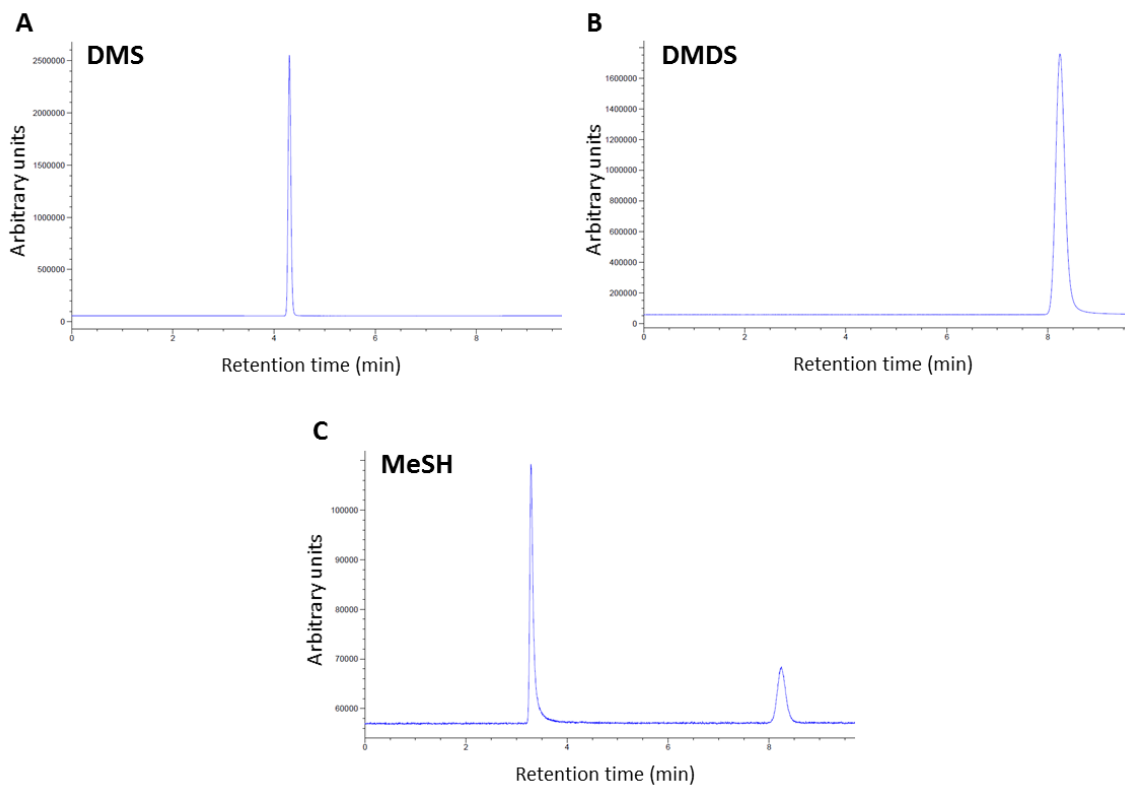 A
DMS
2500000
2000000
1500000
1000000
500000
0
Arbitrary units
0 2 4 6 8
Retention time (min)
B
DMDS
1600000
1400000
1200000
1000000
800000
600000
400000
200000
0
Arbitrary units
0 2 4 6 8
Retention time (min)
C
MeSH
100000
90000
80000
70000
60000
Arbitrary units
0 2 4 6 8
Retention time (min)